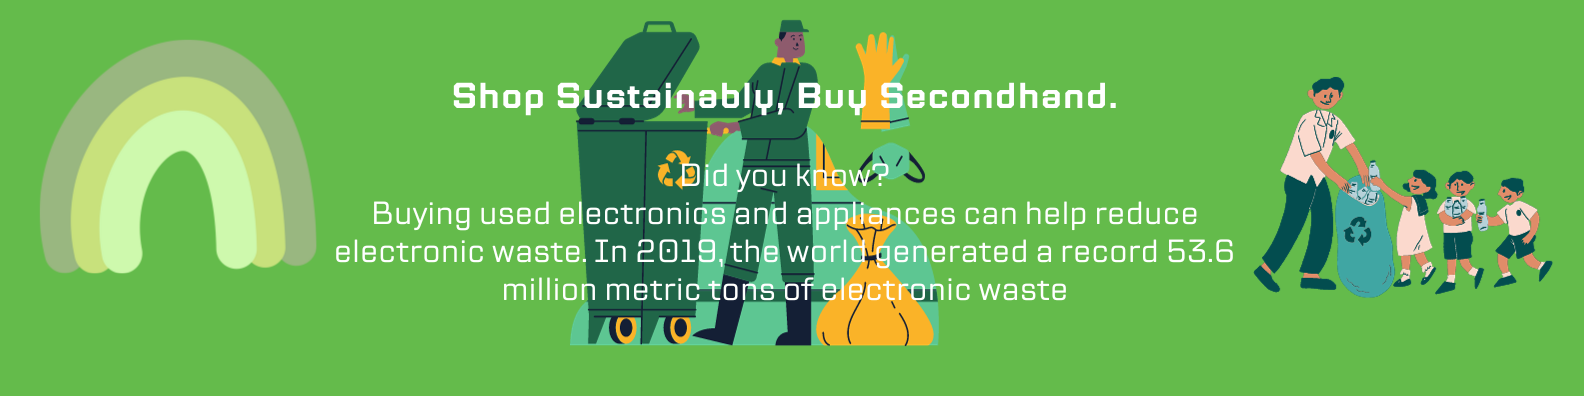 Shop Sustainably, Buy Secondhand.
Did you know?
Buying used electronics and appliances can help reduce
electronic waste. In 2019, the world generated a record 53.6
million metric tons of electronic waste